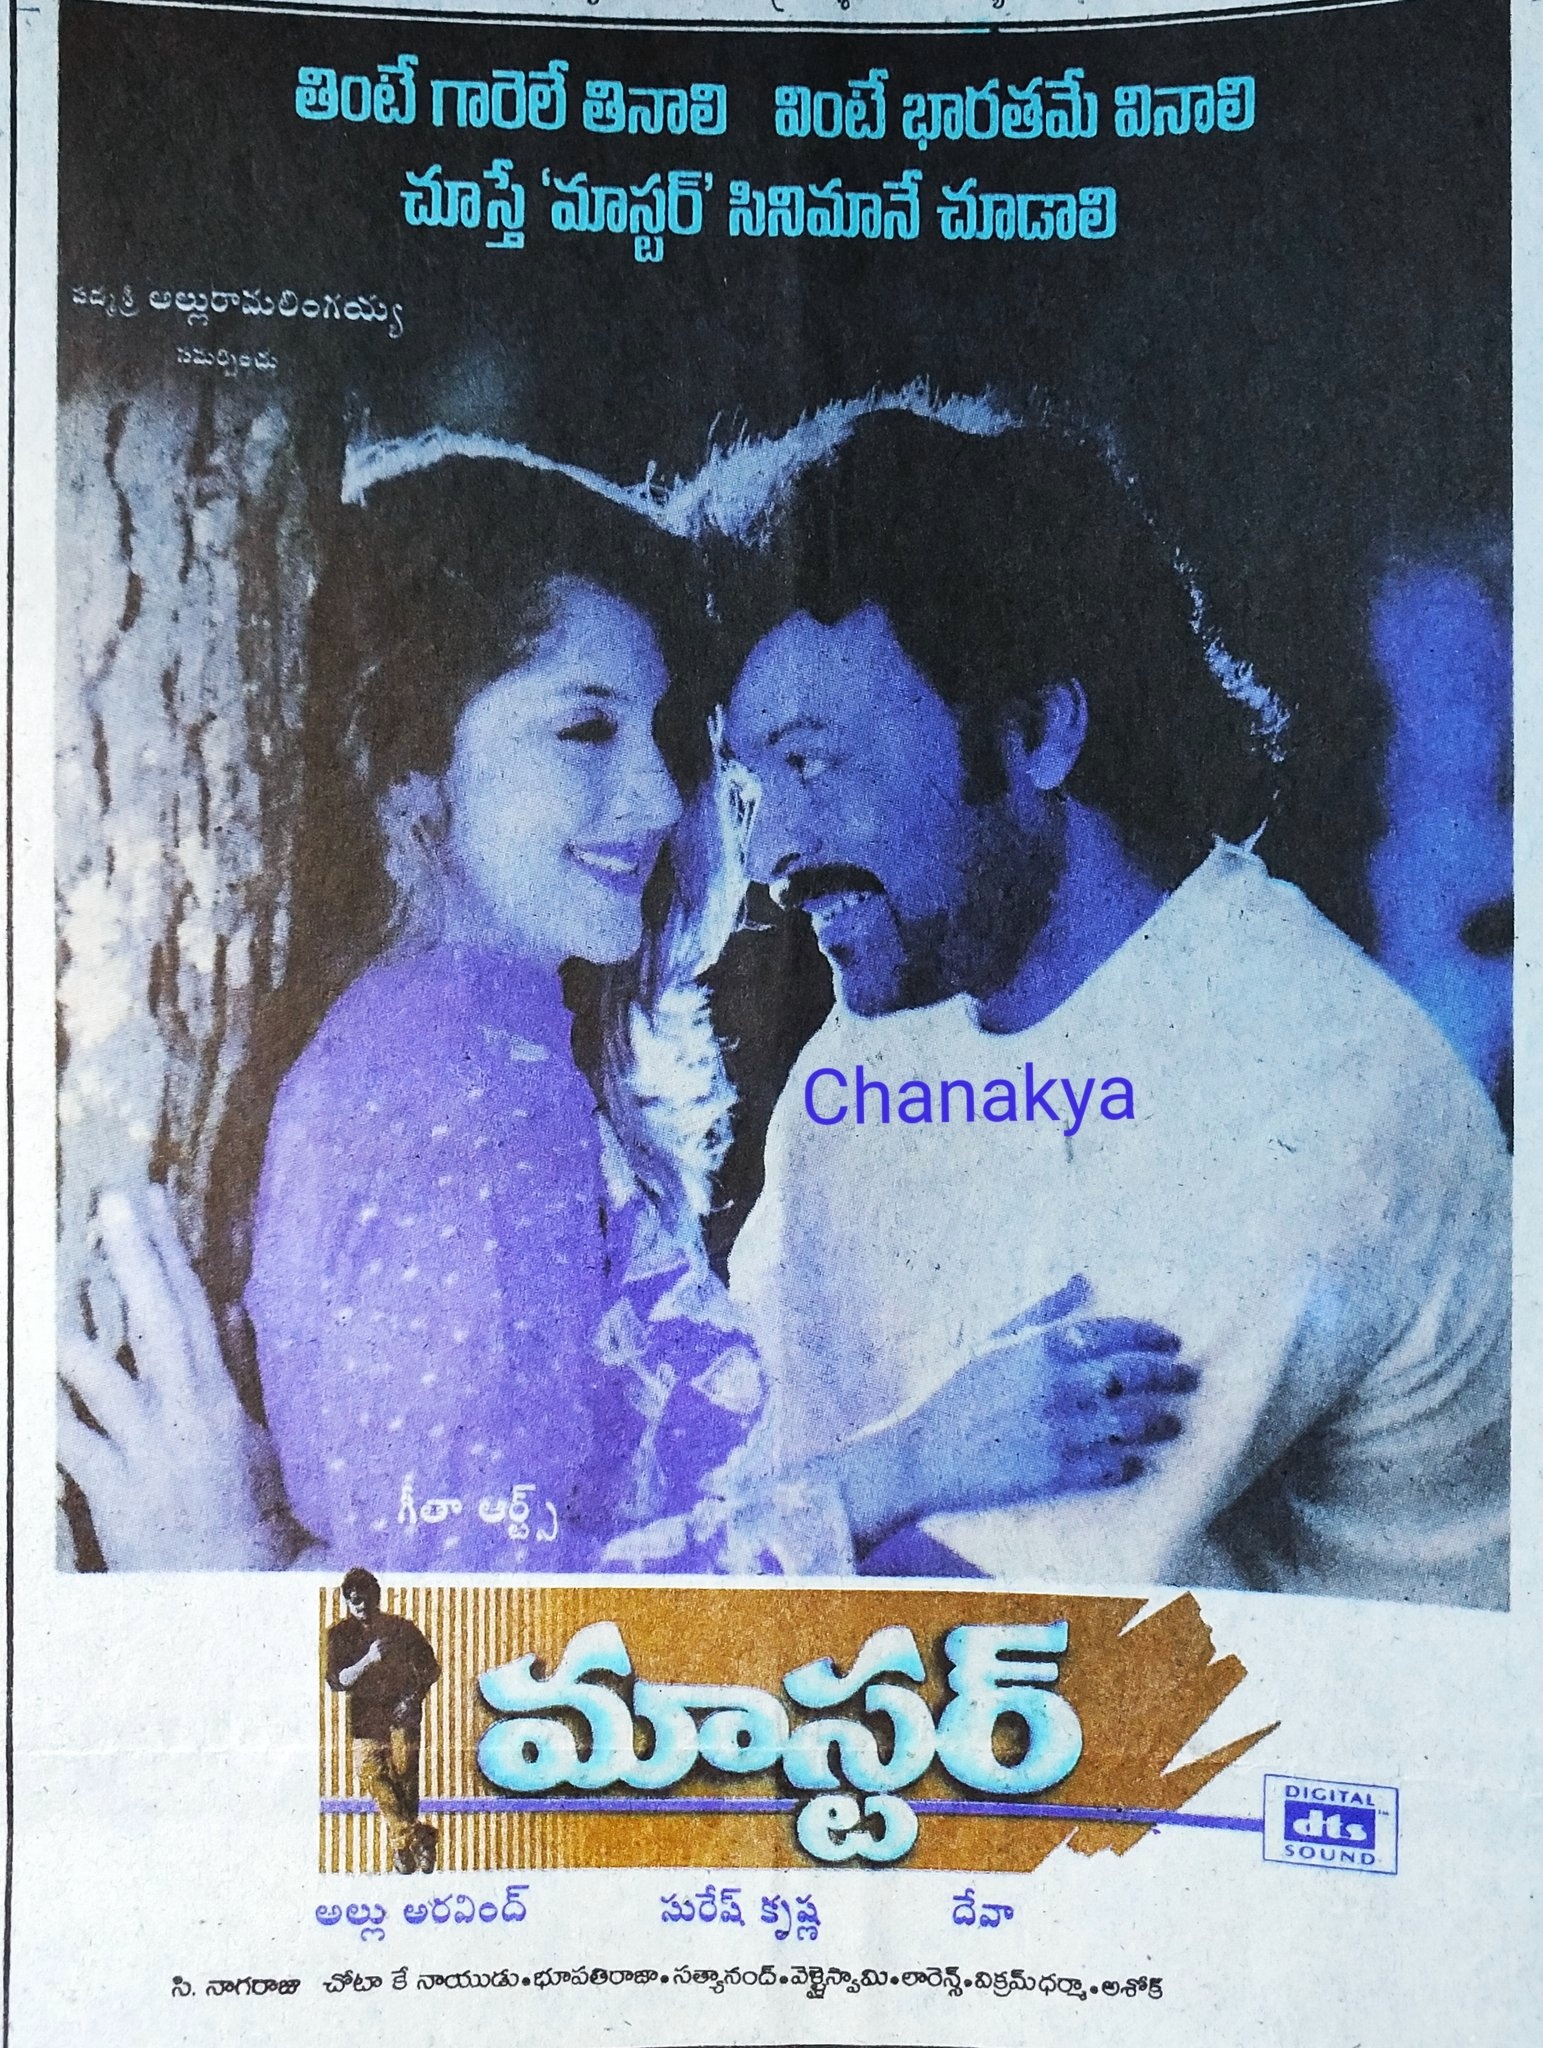 తింటే గారెలే తినాలి వింటే భారతమే వినాలి
చూస్తే 'మాస్టర్' సినిమానే చూడాలి
పద్మశ్రీ అల్లురామలింగయ్య
సమర్పించు
Chanakya
గీతా ఆర్ట్స్
మాస్టర్
DIGITAL
dts
SOUND
అల్లు అరవింద్ సురేష్ కృష్ణ దేవా
సి. నాగరాజు చోటా కే నాయుడు•భూపతిరాజా•సత్యానంద్•వెళ్లైస్వామి•లారెన్స్•విక్రమ్ధర్మా•అశోక్